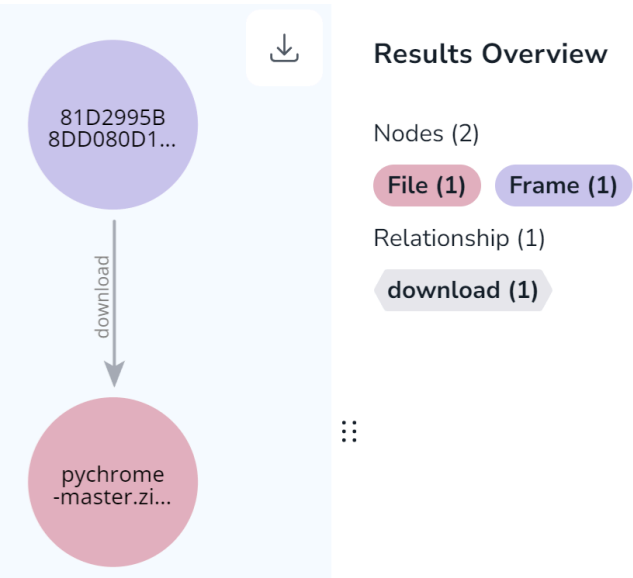 81D2995B
8DD080D1...
download
pychrome
-master.zi...
Results Overview
Nodes (2)
File (1) Frame (1)
Relationship (1)
download (1)